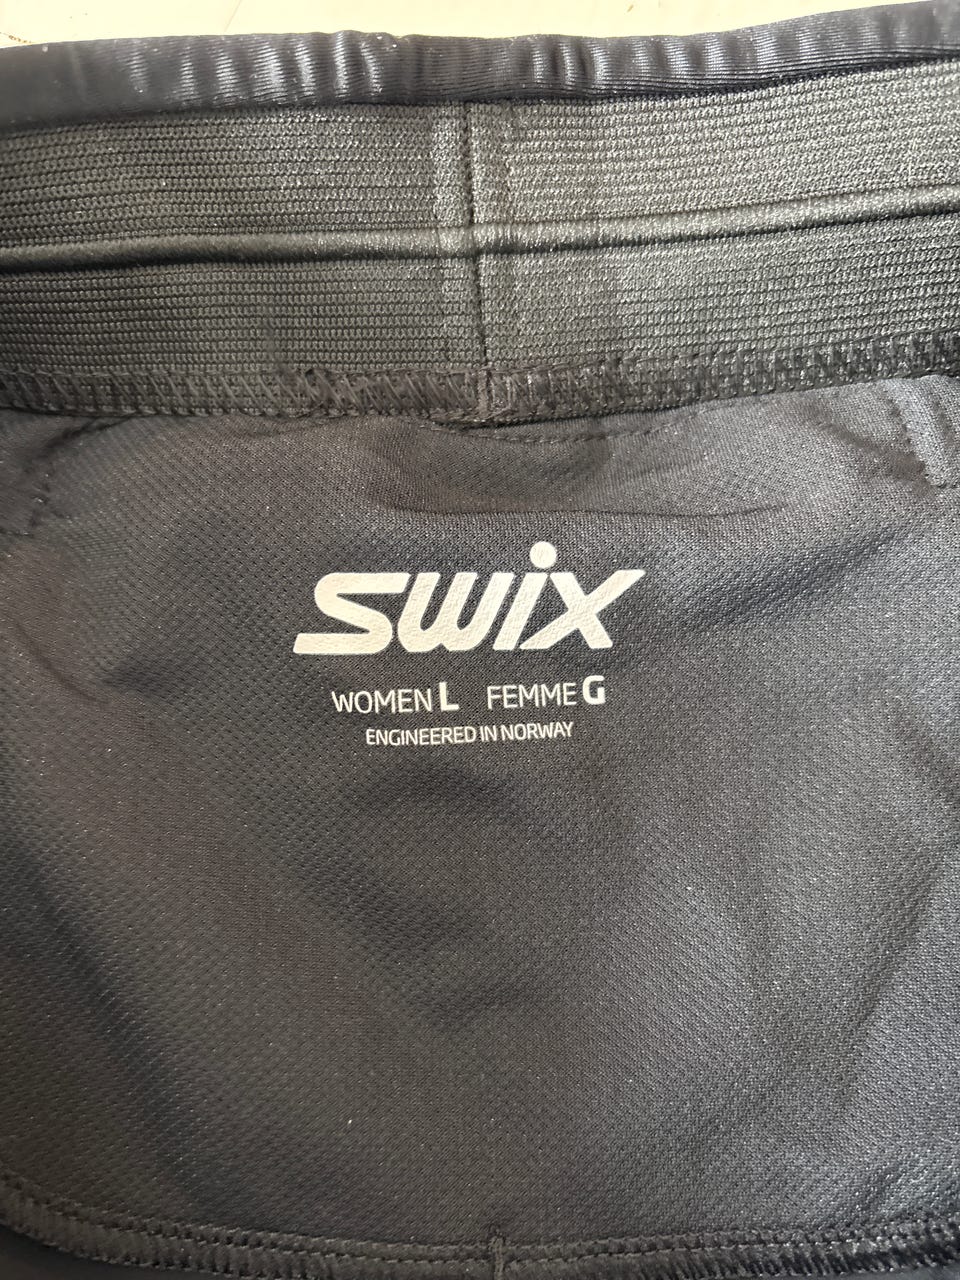 SWiX
WOMEN L FEMME G
ENGINEERED IN NORWAY